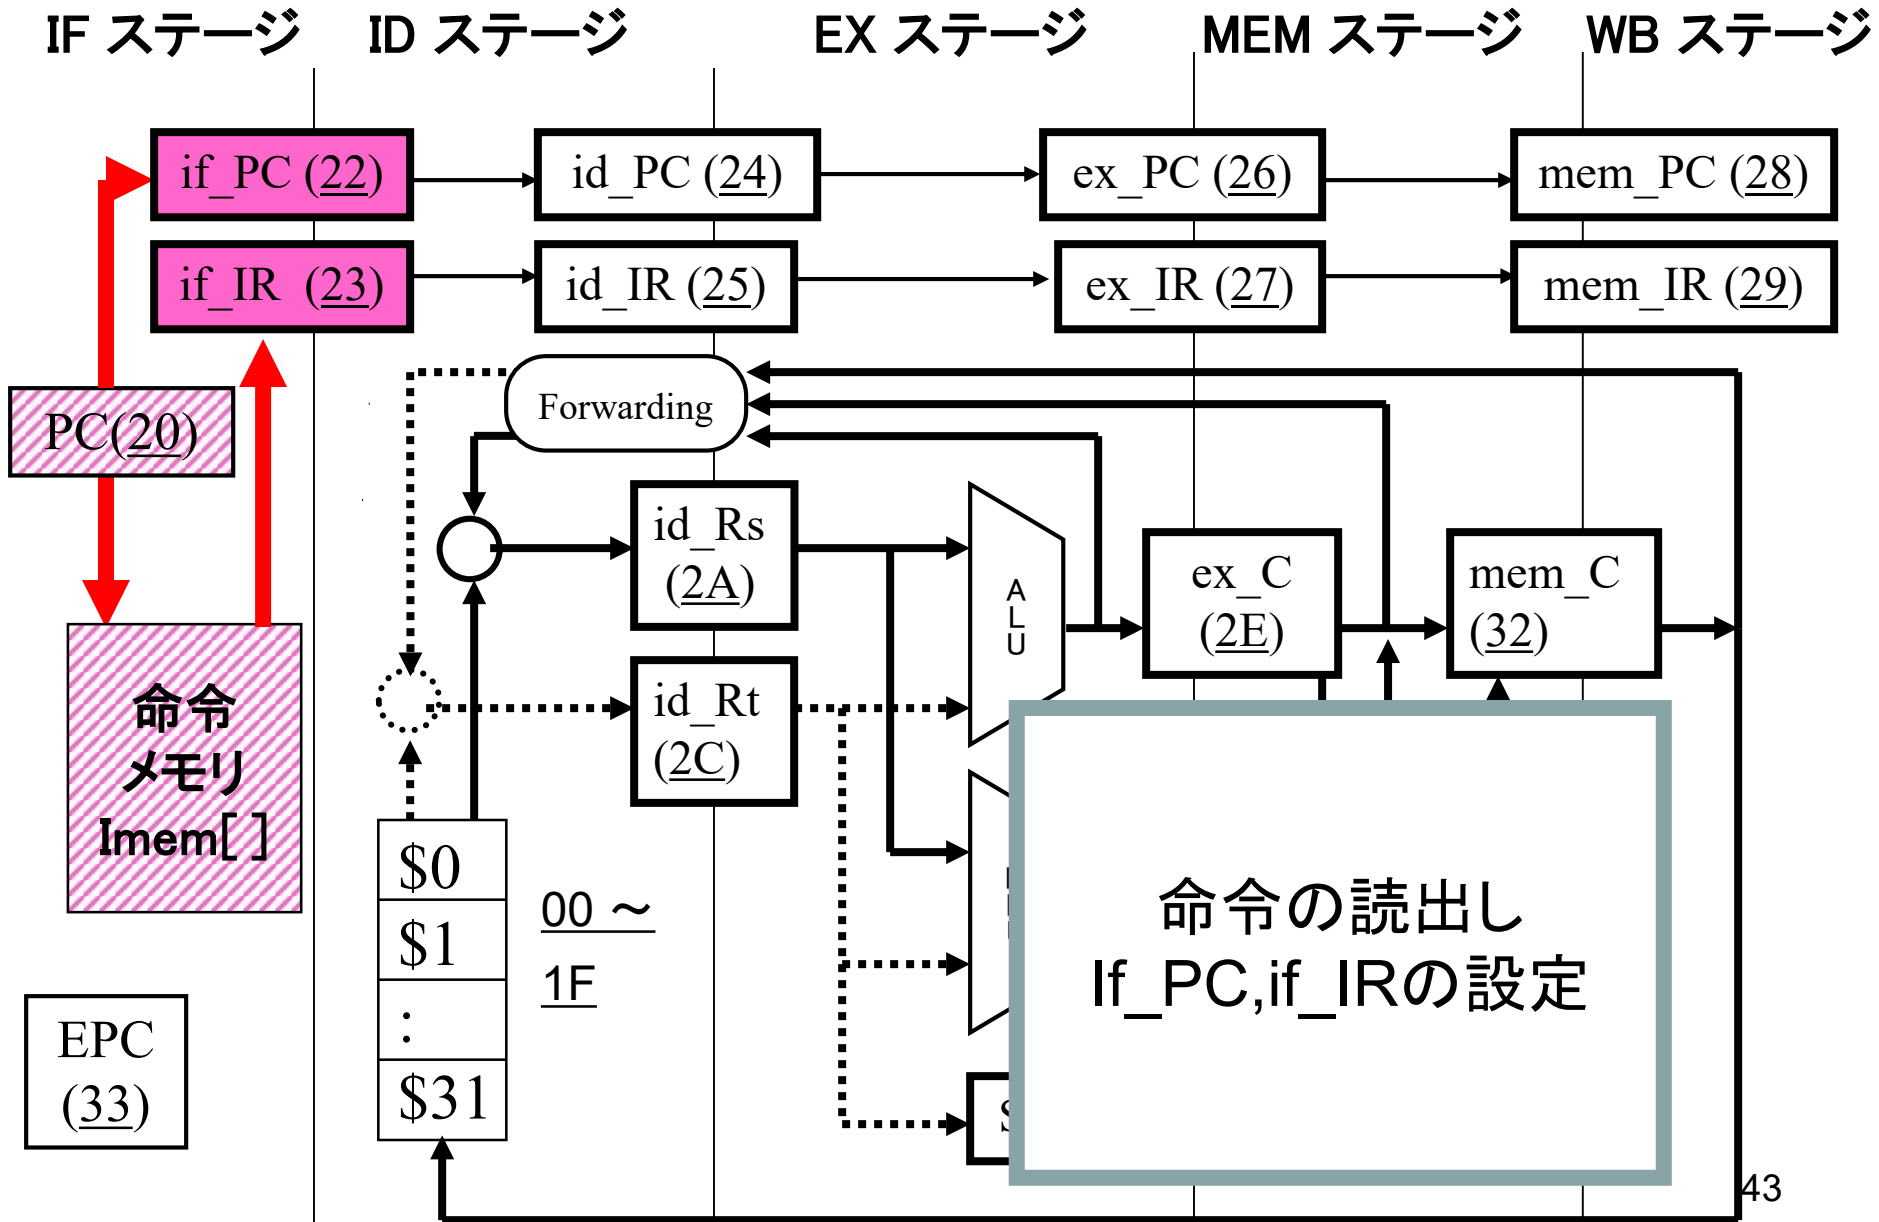 IF ステージ
ID ステージ
EX ステージ
MEM ステージ
WB ステージ
if_PC (22)
id_PC (24)
ex_PC (26)
mem_PC (28)
if_IR (23)
id_IR (25)
ex_IR (27)
mem_IR (29)
Forwarding
PC(20)
id_Rs
(2A)
A
L
U
ex_C
(2E)
mem_C
(32)
命令
メモリ
Imem[ ]
id_Rt
(2C)
$0
$1
:
$31
00 ～
1F
EPC
(33)
命令の読出し
If_PC,if_IRの設定
43